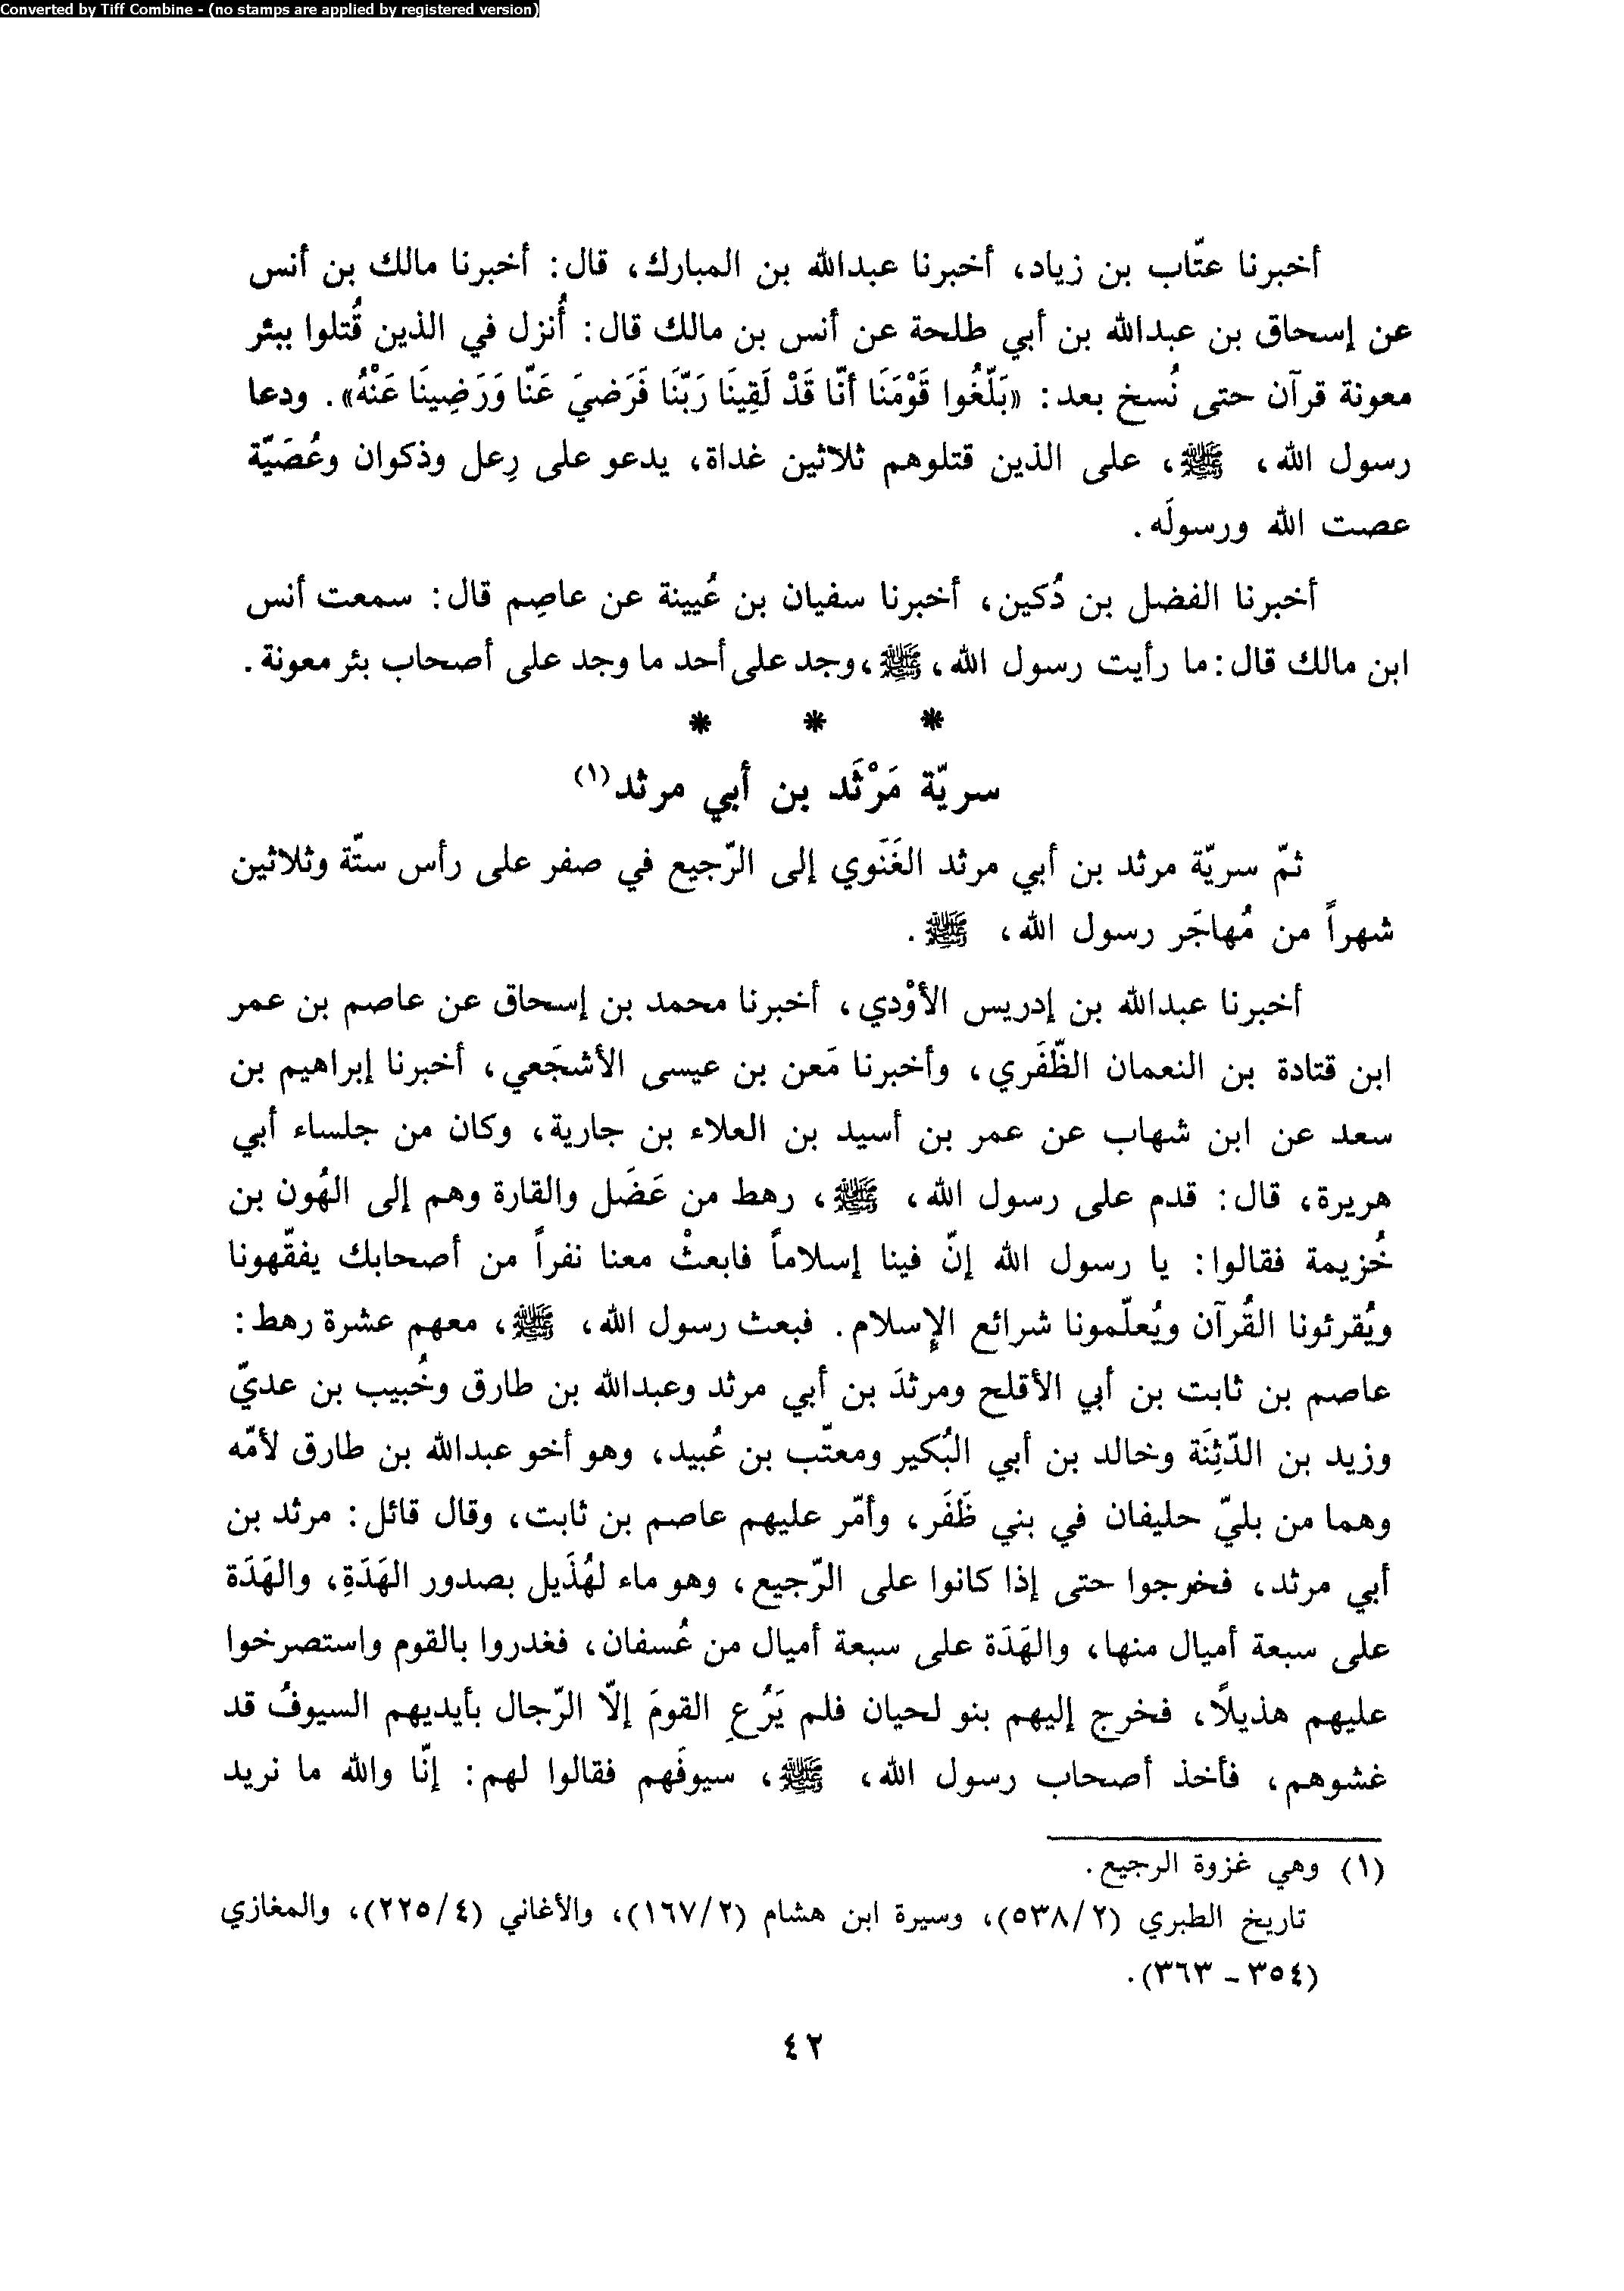 Converted by Tiff Combine - (no stamps are applied by registered version)
أخبرنا عتّاب بن زياد، أخبرنا عبدالله بن المبارك، قال: أخبرنا مالك بن أنس
عن إسحاق بن عبدالله بن أبي طلحة عن أنس بن مالك قال: أُنزل في الذين قُتلوا ببئر
معونة قرآن حتى نُسخ بعد: «بَلّغُوا قَوْمَنَا أنّا قَدْ لَقِينَا رَبّنَا فَرَضيَ عَنّا وَرَضِينَا عَنْهُ». ودعا
رسول الله، ﷺ، على الذين قتلوهم ثلاثين غداة، يدعو على رِعل وذكوان وعُصَيّة
عصت الله ورسولَه.
أخبرنا الفضل بن دُكين، أخبرنا سفيان بن عُيينة عن عاصِم قال: سمعت أنس
ابن مالك قال: ما رأيت رسول الله، ﷺ، وجد على أحد ما وجد على أصحاب بئر معونة.
* * *
سريّة مَرْثَد بن أبي مرثد(١)
ثمّ سريّة مرثد بن أبي مرثد الغَنَوي إلى الرّجيع في صفر على رأس ستّة وثلاثين
شهراً من مُهاجَر رسول الله، ﷺ.
أخبرنا عبدالله بن إدريس الأوْدي، أخبرنا محمد بن إسحاق عن عاصم بن عمر
ابن قتادة بن النعمان الظّفَري، وأخبرنا مَعن بن عيسى الأشجَعي، أخبرنا إبراهيم بن
سعد عن ابن شهاب عن عمر بن أسيد بن العلاء بن جارية، وكان من جلساء أبي
هريرة، قال: قدم على رسول الله، ﷺ، رهط من عَضَل والقارة وهم إلى الهُون بن
خُزيمة فقالوا: يا رسول الله إنّ فينا إسلاماً فابعثْ معنا نفراً من أصحابك يفقّهونا
ويُقرئونا القُرآن ويُعلّمونا شرائع الإسلام. فبعث رسول الله، ﷺ، معهم عشرة رهط:
عاصم بن ثابت بن أبي الأقلح ومرثدَ بن أبي مرثد وعبدالله بن طارق وخُبيب بن عديّ
وزيد بن الدّثِنَة وخالد بن أبي البُكير ومعتّب بن عُبيد، وهو أخو عبدالله بن طارق لأمّه
وهما من بليّ حليفان في بني ظَفَر، وأمّر عليهم عاصم بن ثابت، وقال قائل: مرثد بن
أبي مرثد، فخرجوا حتى إذا كانوا على الرّجيع، وهو ماء لهُذَيل بصدور الهَدَةِ، والهَدَة
على سبعة أميال منها، والهَدَة على سبعة أميال من عُسفان، فغدروا بالقوم واستصرخوا
عليهم هذيلًا، فخرج إليهم بنو لحيان فلم يَرُعِ القومَ إلّا الرّجال بأيديهم السيوفُ قد
غشوهم، فأخذ أصحاب رسول الله، ﷺ، سيوفَهم فقالوا لهم: إنّا والله ما نريد
(١) وهي غزوة الرجيع.
تاريخ الطبري (٥٣٨/٢)، وسيرة ابن هشام (١٦٧/٢)، والأغاني (٢٢٥/٤)، والمغازي
(٣٥٤ - ٣٦٣).
٤٢